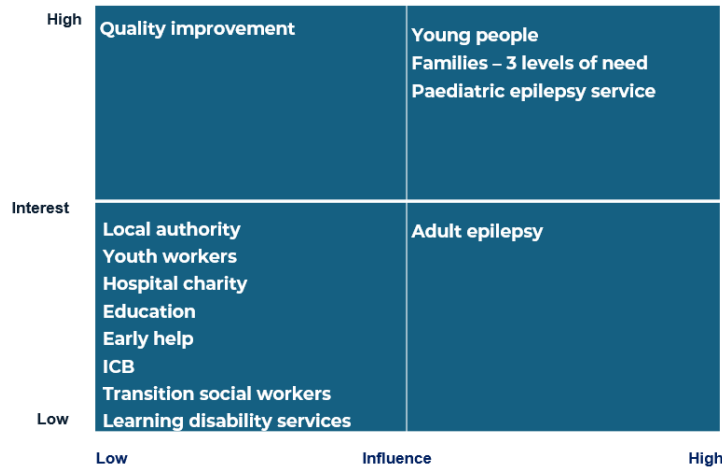 High
Quality improvement
Young people
Families – 3 levels of need
Paediatric epilepsy service
Interest
Local authority
Youth workers
Hospital charity
Education
Early help
ICB
Transition social workers
Learning disability services
Adult epilepsy
Low
Low
Influence
High